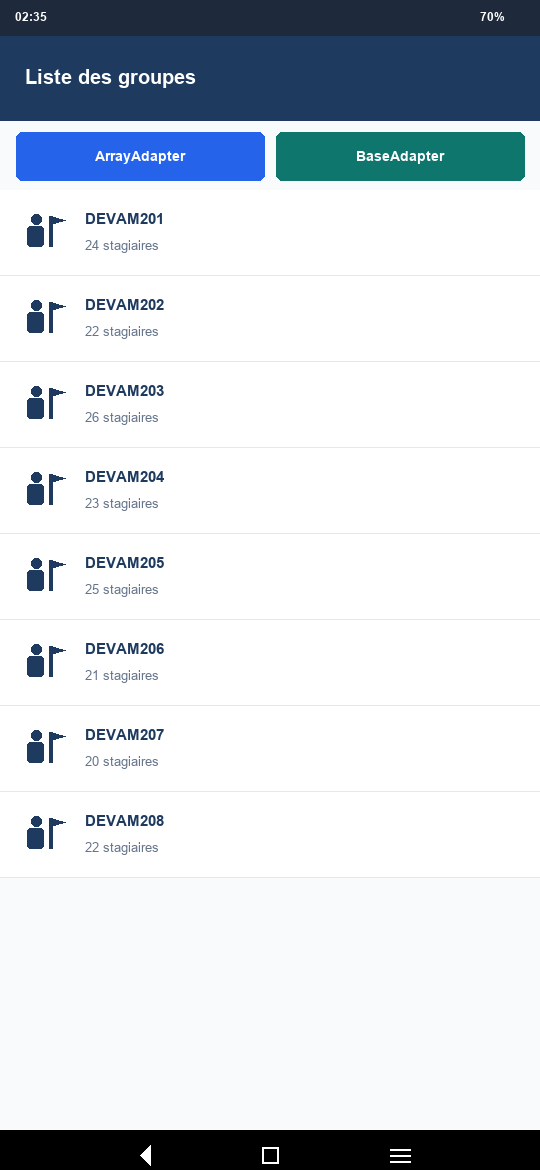 02:35 70%
Liste des groupes
ArrayAdapter BaseAdapter
DEVAM201
24 stagiaires
DEVAM202
22 stagiaires
DEVAM203
26 stagiaires
DEVAM204
23 stagiaires
DEVAM205
25 stagiaires
DEVAM206
21 stagiaires
DEVAM207
20 stagiaires
DEVAM208
22 stagiaires